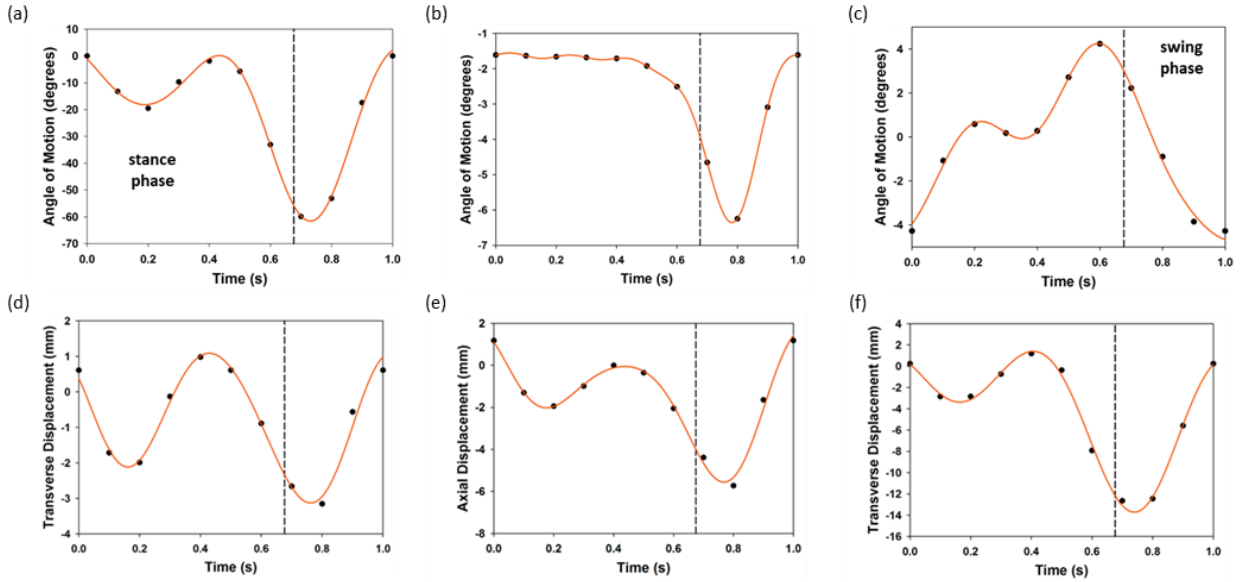 (a)
Angle of Motion (degrees)
10
0
-10
-20
-30
-40
-50
-60
-70
stance
phase
0.0 0.2 0.4 0.6 0.8 1.0
Time (s)
(b)
Angle of Motion (degrees)
-1
-2
-3
-4
-5
-6
-7
0.0 0.2 0.4 0.6 0.8 1.0
Time (s)
(c)
Angle of Motion (degrees)
4
2
0
-2
-4
swing
phase
0.0 0.2 0.4 0.6 0.8 1.0
Time (s)
(d)
Transverse Displacement (mm)
2
1
0
-1
-2
-3
-4
0.0 0.2 0.4 0.6 0.8 1.0
Time (s)
(e)
Axial Displacement (mm)
2
0
-2
-4
-6
-8
0.0 0.2 0.4 0.6 0.8 1.0
Time (s)
(f)
Transverse Displacement (mm)
4
2
0
-2
-4
-6
-8
-10
-12
-14
-16
0.0 0.2 0.4 0.6 0.8 1.0
Time (s)